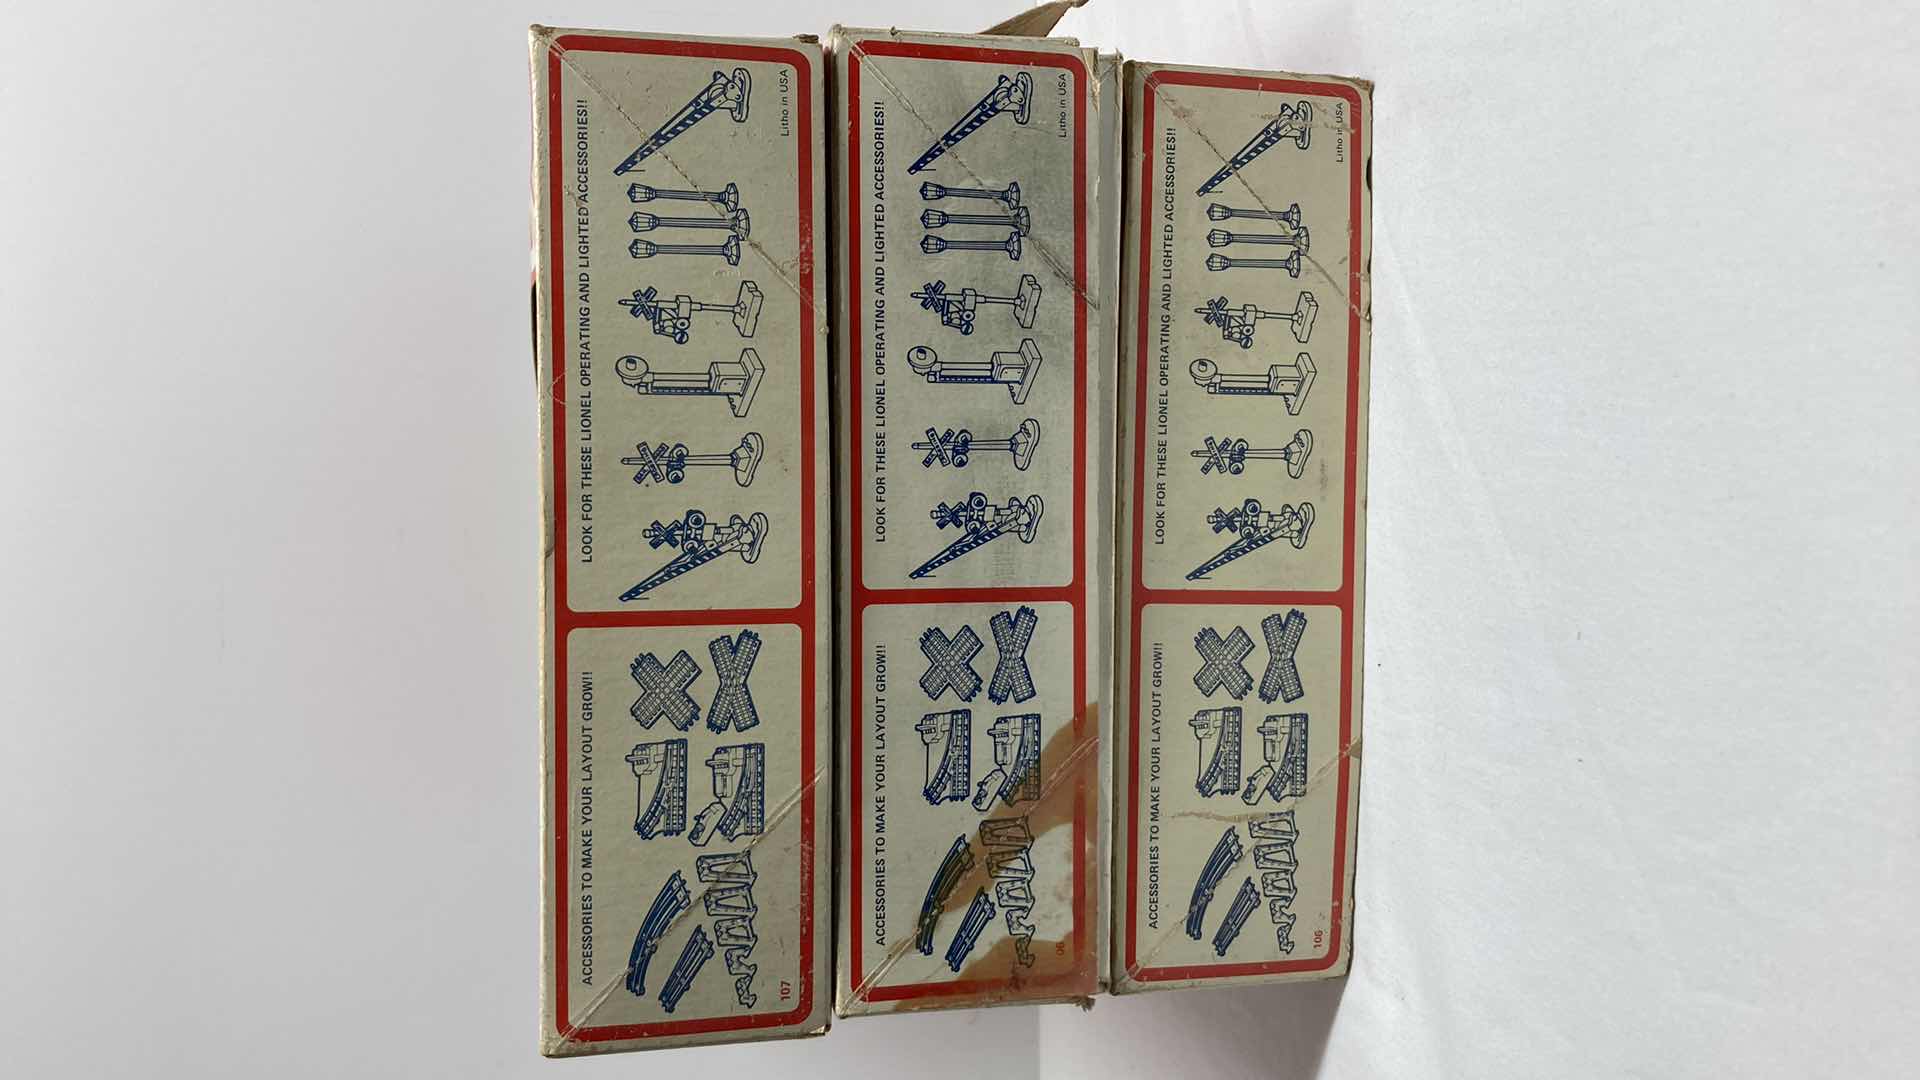 LOOK FOR THESE LIONEL OPERATING AND LIGHTED ACCESSORIES!!
Litho in USA
ACCESSORIES TO MAKE YOUR LAYOUT GROW!!
107
LOOK FOR THESE LIONEL OPERATING AND LIGHTED ACCESSORIES!!
Litho in USA
ACCESSORIES TO MAKE YOUR LAYOUT GROW!!
06
LOOK FOR THESE LIONEL OPERATING AND LIGHTED ACCESSORIES!!
Litho in USA
ACCESSORIES TO MAKE YOUR LAYOUT GROW!!
106